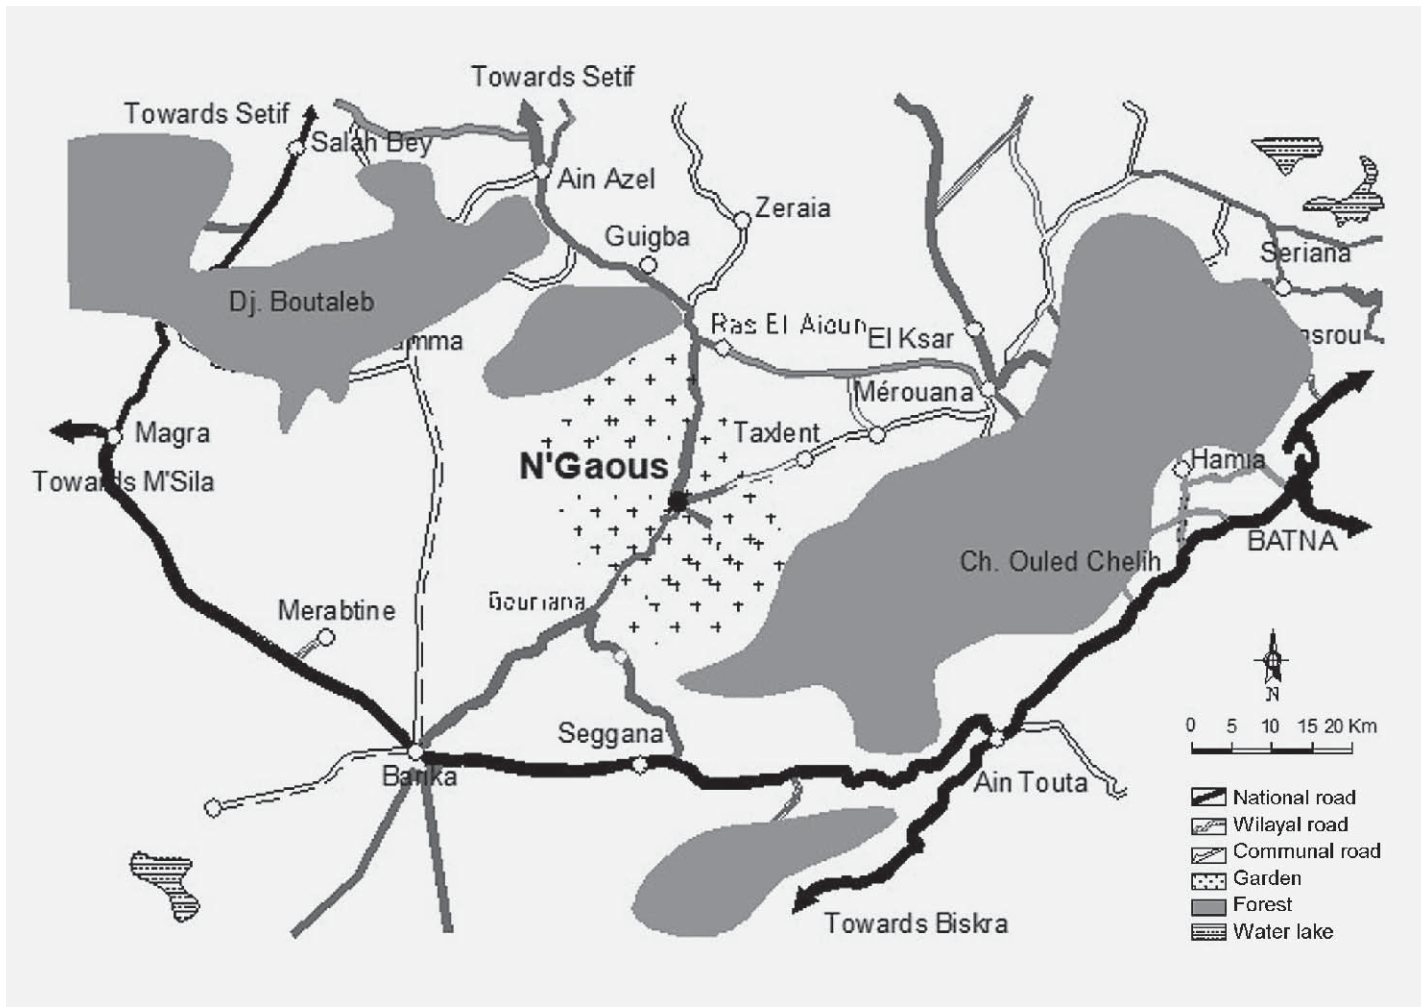 Towards Setif
Towards Setif
Salah Bey
Ain Azel
Zeraia
Guigba
Seriana
Dj. Boutaleb
Ras El Aioun
El Ksar
Mérouana
Magra
Taxlent
N'Gaous
Hamia
Towards M'Sila
BATNA
Ch. Ouled Chelih
Merabtine
N
Seggana
0 5 10 15 20 Km
Barika
Ain Touta
National road
Wilayal road
Communal road
Garden
Forest
Water lake
Towards Biskra